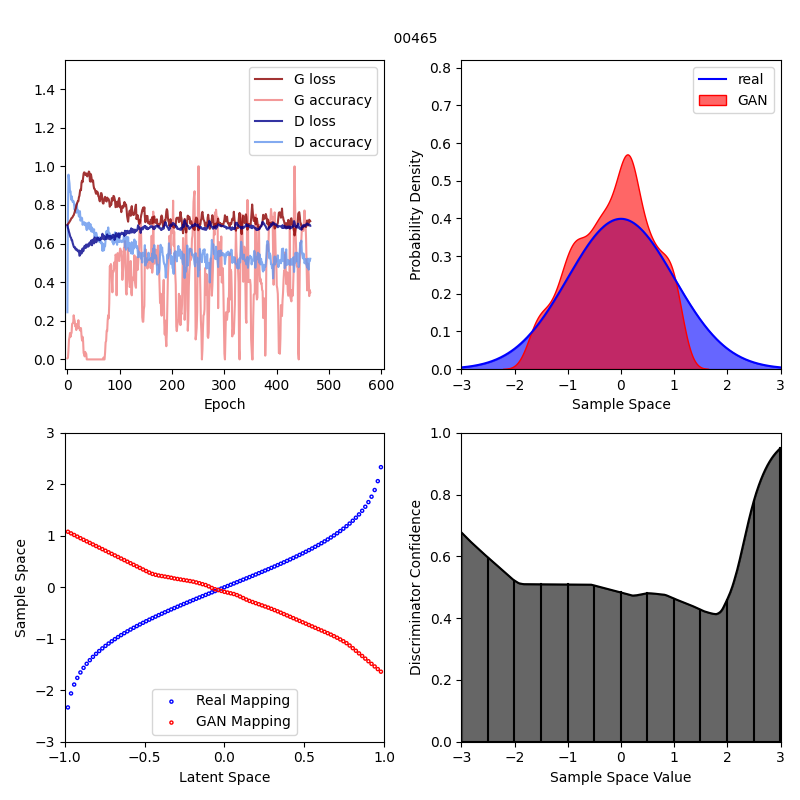 00465
1.4
1.2
1.0
0.8
0.6
0.4
0.2
0.0
0 100 200 300 400 500 600
Epoch
G loss
G accuracy
D loss
D accuracy
0.8
0.7
0.6
0.5
0.4
0.3
0.2
0.1
0.0
Probability Density
−3 −2 −1 0 1 2 3
Sample Space
real
GAN
3
2
1
0
−1
−2
−3
Sample Space
−1.0 −0.5 0.0 0.5 1.0
Latent Space
Real Mapping
GAN Mapping
1.0
0.8
0.6
0.4
0.2
0.0
Discriminator Confidence
−3 −2 −1 0 1 2 3
Sample Space Value